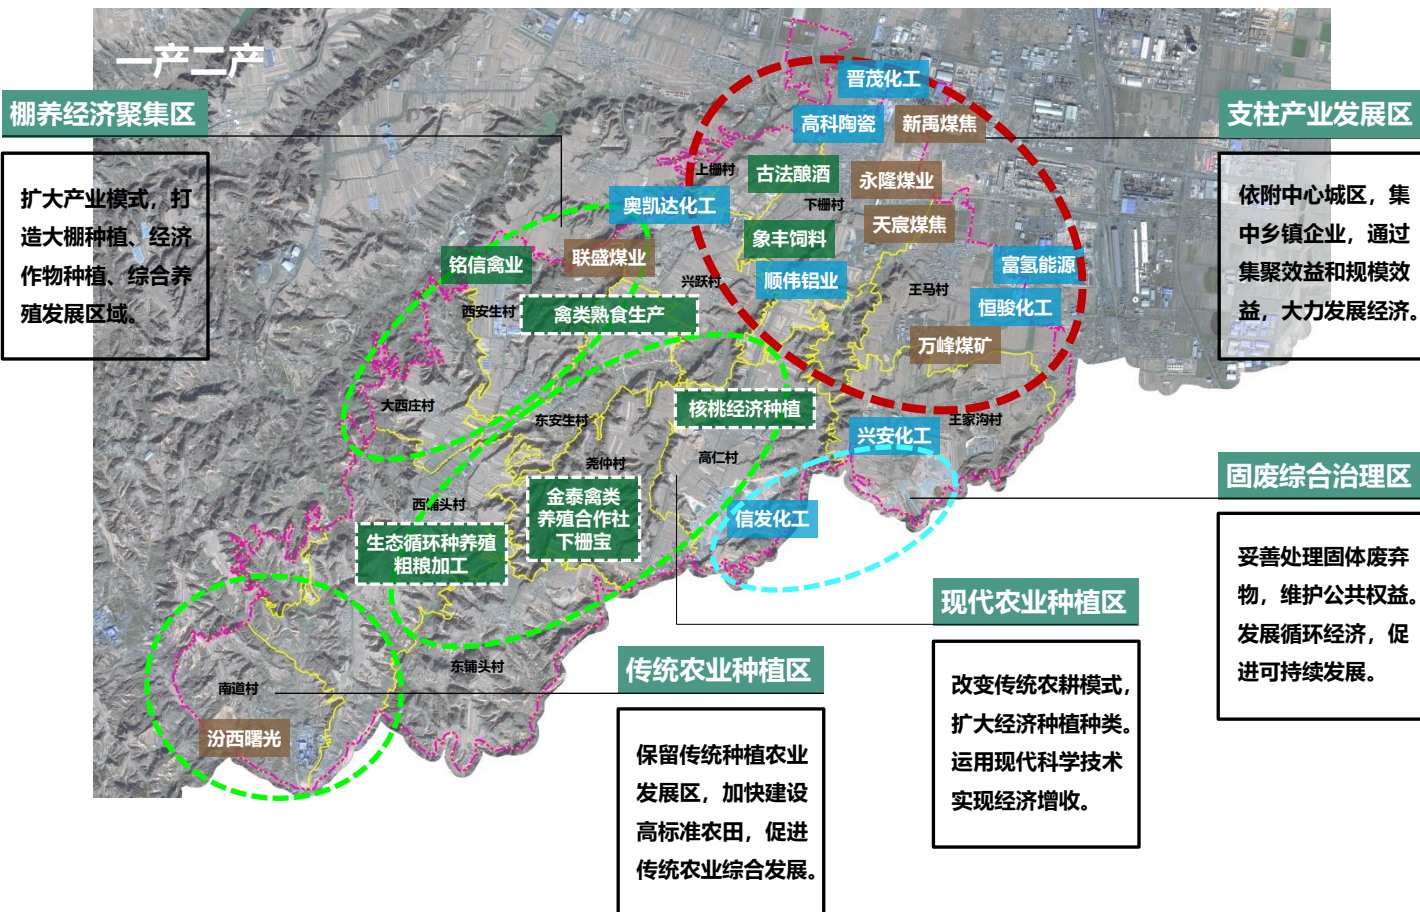 一产二产
棚养经济聚集区
扩大产业模式，打
造大棚种植、经济
作物种植、综合养
殖发展区域。
支柱产业发展区
依附中心城区，集
中乡镇企业，通过
集聚效益和规模效
益，大力发展经济。
晋茂化工
高科陶瓷
新禹煤焦
上栅村
古法酿酒
永隆煤业
下栅村
奥凯达化工
天宸煤焦
象丰饲料
联盛煤业
铭信禽业
富氢能源
兴跃村
顺伟铝业
王马村
西安生村
禽类熟食生产
恒骏化工
万峰煤矿
大西庄村
东安生村
核桃经济种植
王家沟村
兴安化工
尧仲村
高仁村
固废综合治理区
妥善处理固体废弃
物，维护公共权益。
发展循环经济，促
进可持续发展。
西铺头村
金泰禽类
养殖合作社
下栅宝
信发化工
生态循环种养殖
粗粮加工
现代农业种植区
改变传统农耕模式，
扩大经济种植种类。
运用现代科学技术
实现经济增收。
东铺头村
传统农业种植区
保留传统种植农业
发展区，加快建设
高标准农田，促进
传统农业综合发展。
南道村
汾西曙光